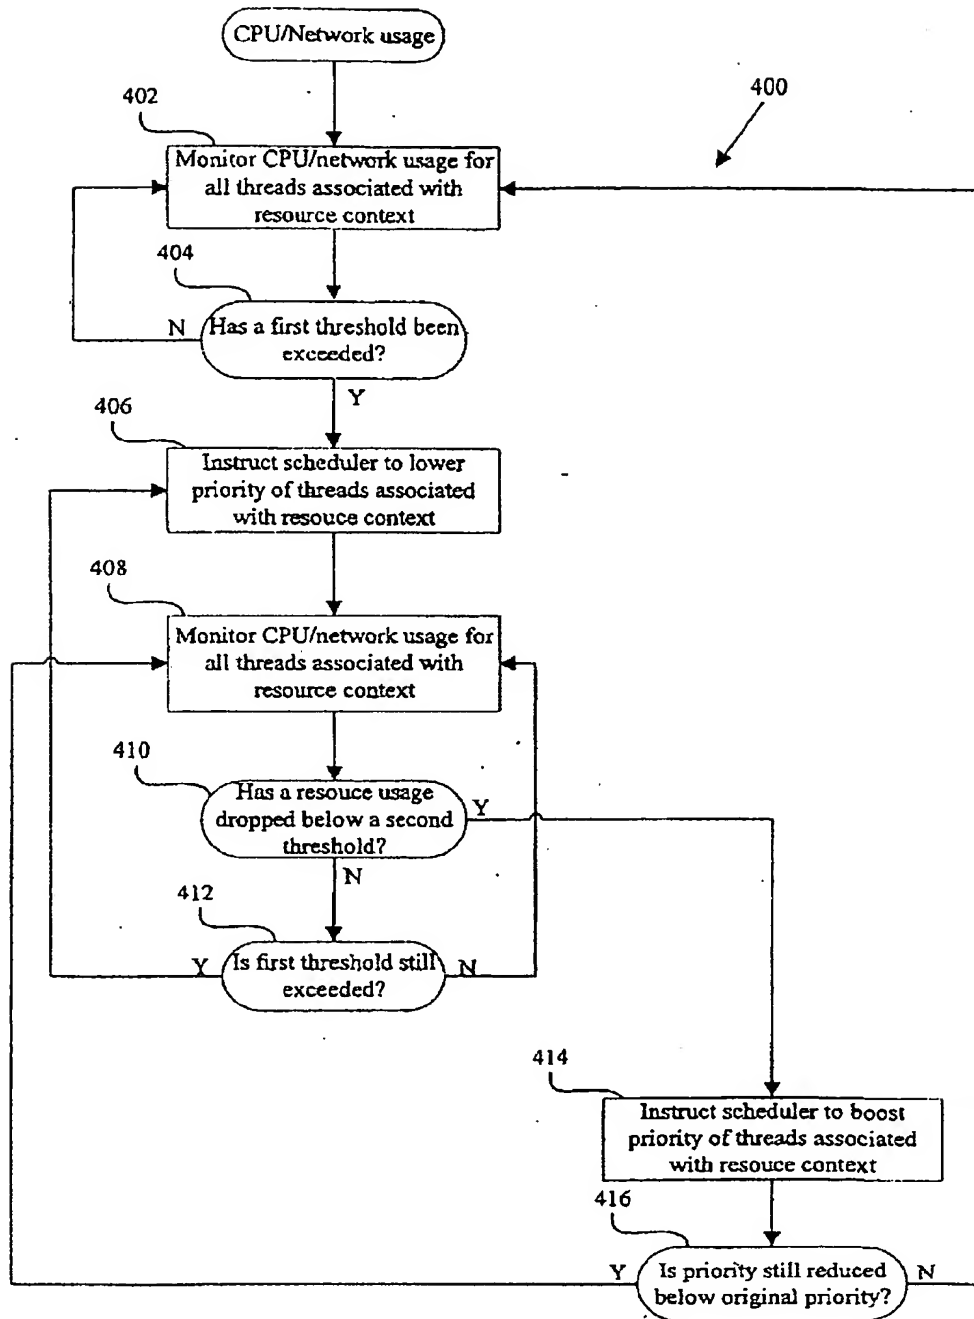 CPU/Network usage
400
402
Monitor CPU/network usage for
all threads associated with
resource context
404
Has a first threshold been
exceeded?
N
Y
406
Instruct scheduler to lower
priority of threads associated
with resouce context
408
Monitor CPU/network usage for
all threads associated with
resource context
410
Has a resouce usage
dropped below a second
threshold?
Y
N
412
Is first threshold still
exceeded?
Y
N
414
Instruct scheduler to boost
priority of threads associated
with resouce context
416
Is priority still reduced
below original priority?
Y
N